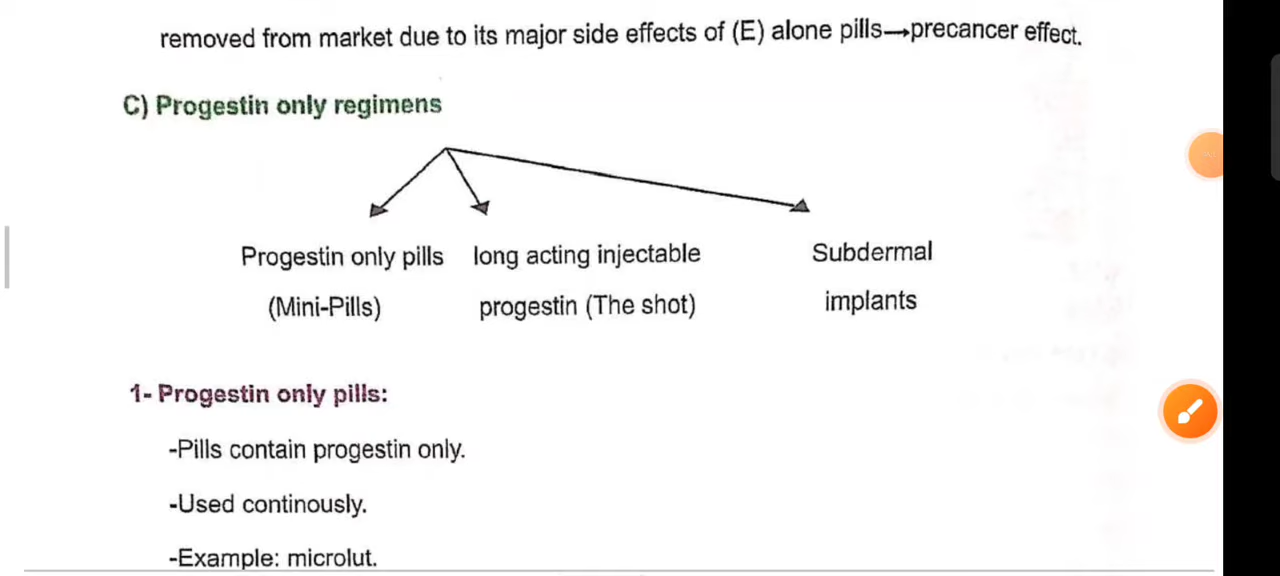 removed from market due to its major side effects of (E) alone pills→precancer effect.
C) Progestin only regimens
Progestin only pills long acting injectable Subdermal
(Mini-Pills) progestin (The shot) implants
1- Progestin only pills:
-Pills contain progestin only.
-Used continously.
-Example: microlut.